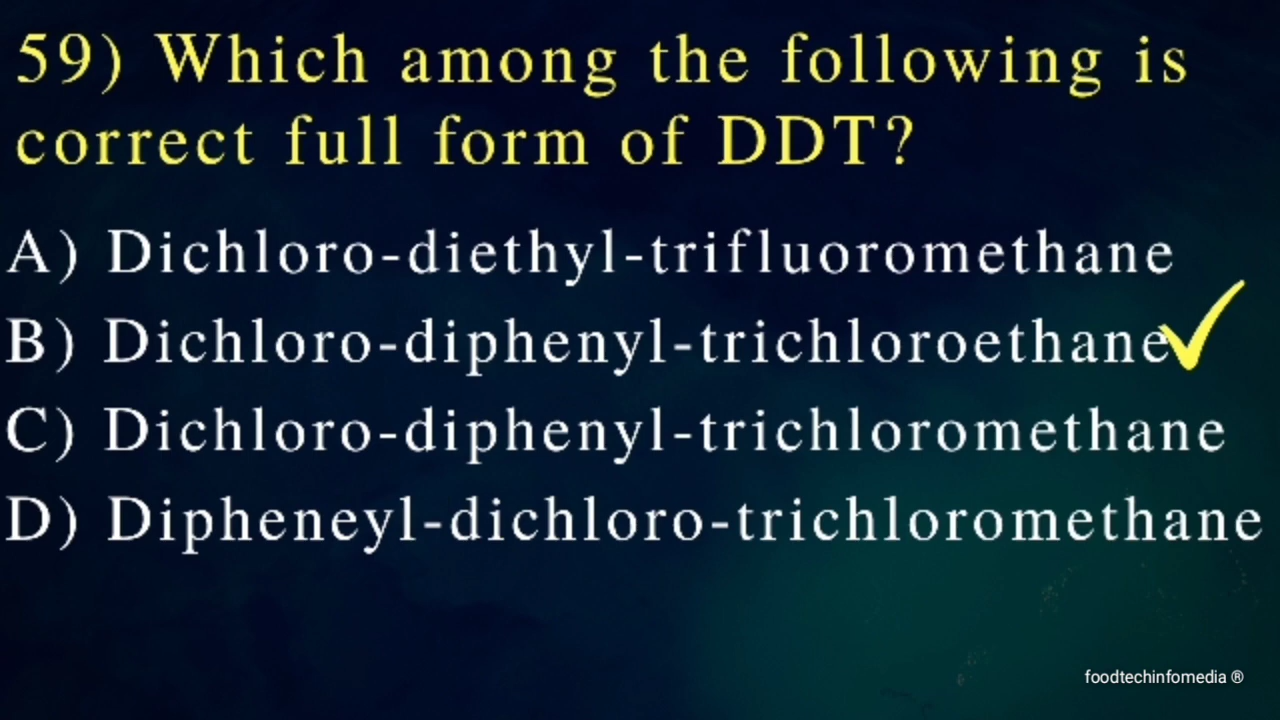 59) Which among the following is
correct full form of DDT?
A) Dichloro-diethyl-trifluoromethane
B) Dichloro-diphenyl-trichloroethane
C) Dichloro-diphenyl-trichloromethane
D) Dipheneyl-dichloro-trichloromethane
foodtechinfomedia ®